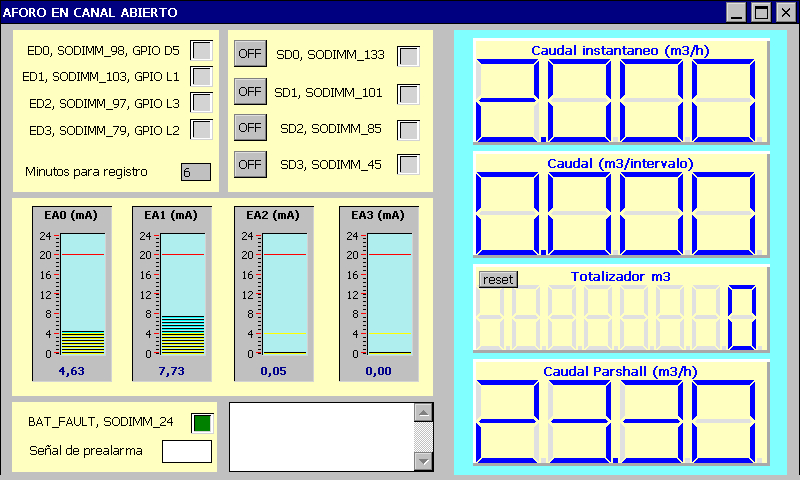 AFORO EN CANAL ABIERTO
ED0, SODIMM_98, GPIO D5
ED1, SODIMM_103, GPIO L1
ED2, SODIMM_97, GPIO L3
ED3, SODIMM_79, GPIO L2
Minutos para registro 6
OFF SD0, SODIMM_133
OFF SD1, SODIMM_101
OFF SD2, SODIMM_85
OFF SD3, SODIMM_45
EA0 (mA)
24
20
16
12
8
4
0
4,63
EA1 (mA)
24
20
16
12
8
4
0
7,73
EA2 (mA)
24
20
16
12
8
4
0
0,05
EA3 (mA)
24
20
16
12
8
4
0
0,00
BAT_FAULT, SODIMM_24
Señal de prealarma
Caudal instantaneo (m3/h)
2.000
Caudal (m3/intervalo)
0.000
reset Totalizador m3
0
Caudal Parshall (m3/h)